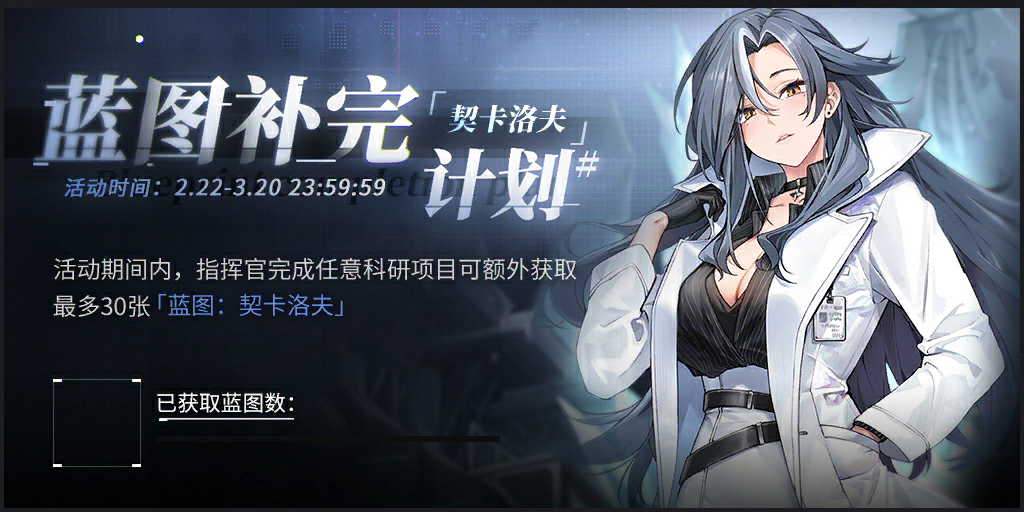 蓝图补完
「契卡洛夫」
计划#
活动时间：2.22-3.20 23:59:59
活动期间内，指挥官完成任意科研项目可额外获取
最多30张「蓝图：契卡洛夫」
已获取蓝图数：